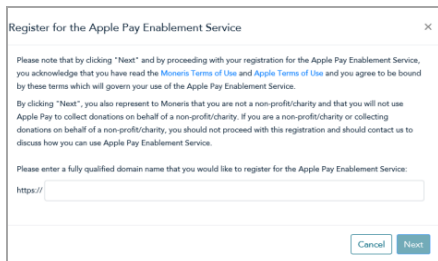 Register for the Apple Pay Enablement Service
×
Please note that by clicking "Next" and by proceeding with your registration for the Apple Pay Enablement Service,
you acknowledge that you have read the Moneris Terms of Use and Apple Terms of Use and you agree to be bound
by these terms which will govern your use of the Apple Pay Enablement Service.
By clicking "Next", you also represent to Moneris that you are not a non-profit/charity and that you will not use
Apple Pay to collect donations on behalf of a non-profit/charity. If you are a non-profit/charity or collecting
donations on behalf of a non-profit/charity, you should not proceed with this registration and should contact us to
discuss how you can use Apple Pay Enablement Service.
Please enter a fully qualified domain name that you would like to register for the Apple Pay Enablement Service:
https://
Cancel Next